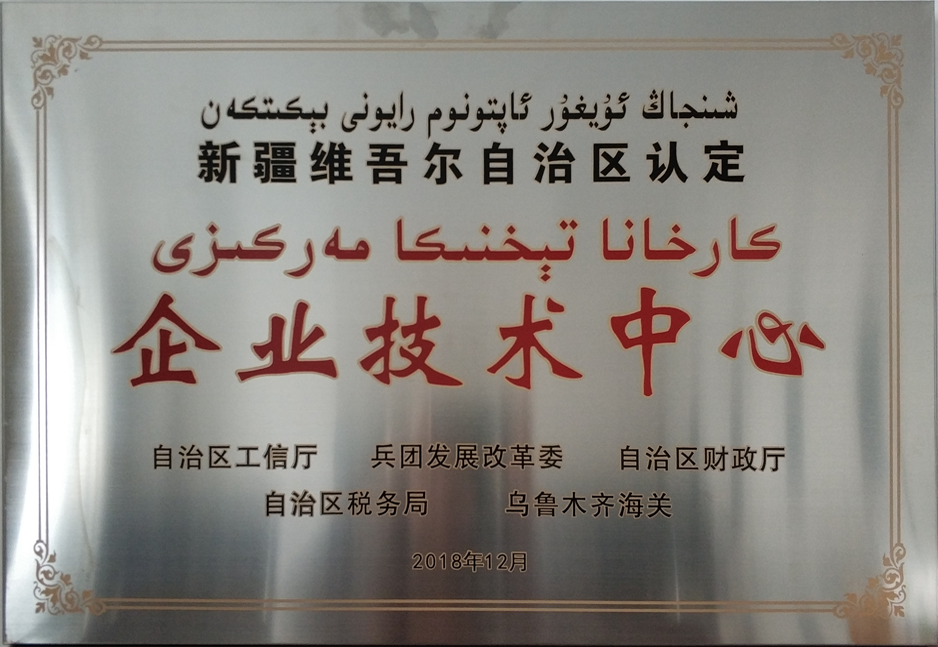 شىنجاڭ ئۇيغۇر ئاپتونوم رايونى بېكىتكەن
新疆维吾尔自治区认定
كارخانا تېخنىكا مەركىزى
企业技术中心
自治区工信厅 兵团发展改革委 自治区财政厅
自治区税务局 乌鲁木齐海关
2018年12月